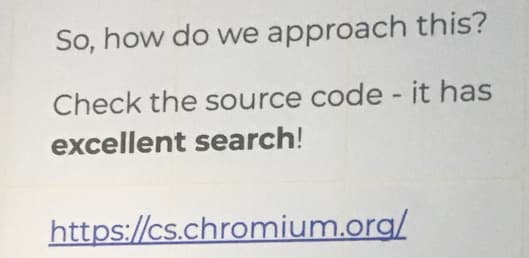 So, how do we approach this?
Check the source code - it has
excellent search!
https://cs.chromium.org/